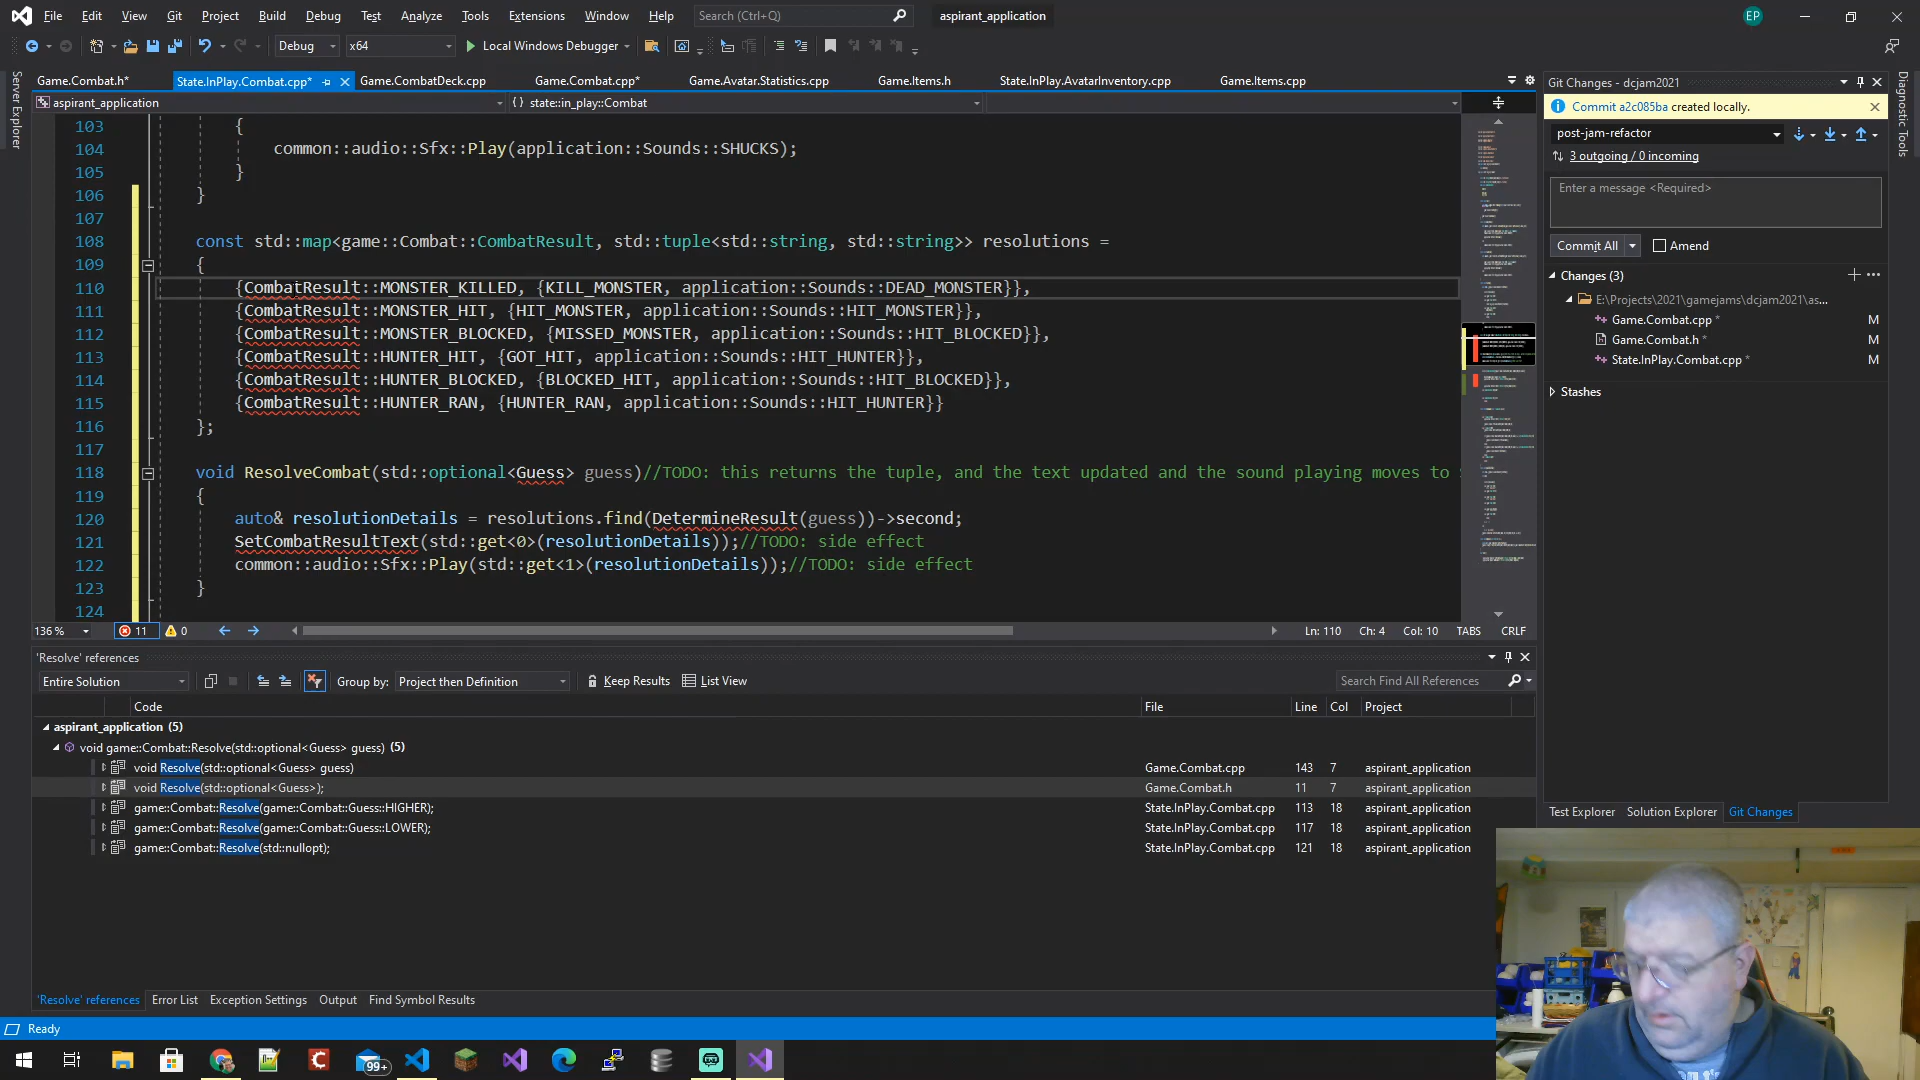 File Edit View Git Project Build Debug Test Analyze Tools Extensions Window Help Search (Ctrl+Q) aspirant_application EP
Debug x64 Local Windows Debugger
Game.Combat.h* State.InPlay.Combat.cpp* Game.CombatDeck.cpp Game.Combat.cpp* Game.Avatar.Statistics.cpp Game.Items.h State.InPlay.AvatarInventory.cpp Game.Items.cpp
aspirant_application {} state::in_play::Combat
Server Explorer
103 {
104 common::audio::Sfx::Play(application::Sounds::SHUCKS);
105 }
106 }
107
108 const std::map<game::Combat::CombatResult, std::tuple<std::string, std::string>> resolutions =
109 {
110 {CombatResult::MONSTER_KILLED, {KILL_MONSTER, application::Sounds::DEAD_MONSTER}},
111 {CombatResult::MONSTER_HIT, {HIT_MONSTER, application::Sounds::HIT_MONSTER}},
112 {CombatResult::MONSTER_BLOCKED, {MISSED_MONSTER, application::Sounds::HIT_BLOCKED}},
113 {CombatResult::HUNTER_HIT, {GOT_HIT, application::Sounds::HIT_HUNTER}},
114 {CombatResult::HUNTER_BLOCKED, {BLOCKED_HIT, application::Sounds::HIT_BLOCKED}},
115 {CombatResult::HUNTER_RAN, {HUNTER_RAN, application::Sounds::HIT_HUNTER}}
116 };
117
118 void ResolveCombat(std::optional<Guess> guess)//TODO: this returns the tuple, and the text updated and the sound playing moves to
119 {
120 auto& resolutionDetails = resolutions.find(DetermineResult(guess))->second;
121 SetCombatResultText(std::get<0>(resolutionDetails));//TODO: side effect
122 common::audio::Sfx::Play(std::get<1>(resolutionDetails));//TODO: side effect
123 }
124
136 % 11 0 Ln: 110 Ch: 4 Col: 10 TABS CRLF
'Resolve' references
Entire Solution Group by: Project then Definition Keep Results List View Search Find All References
Code File Line Col Project
aspirant_application (5)
void game::Combat::Resolve(std::optional<Guess> guess) (5)
void Resolve(std::optional<Guess> guess) Game.Combat.cpp 143 7 aspirant_application
void Resolve(std::optional<Guess>); Game.Combat.h 11 7 aspirant_application
game::Combat::Resolve(game::Combat::Guess::HIGHER); State.InPlay.Combat.cpp 113 18 aspirant_application
game::Combat::Resolve(game::Combat::Guess::LOWER); State.InPlay.Combat.cpp 117 18 aspirant_application
game::Combat::Resolve(std::nullopt); State.InPlay.Combat.cpp 121 18 aspirant_application
'Resolve' references Error List Exception Settings Output Find Symbol Results
Ready
99+
Git Changes - dcjam2021
Commit a2c085ba created locally.
post-jam-refactor
3 outgoing / 0 incoming
Enter a message <Required>
Commit All Amend
Changes (3)
E:\Projects\2021\gamejams\dcjam2021\as...
Game.Combat.cpp * M
Game.Combat.h * M
State.InPlay.Combat.cpp * M
Stashes
Test Explorer Solution Explorer Git Changes
Diagnostic Tools